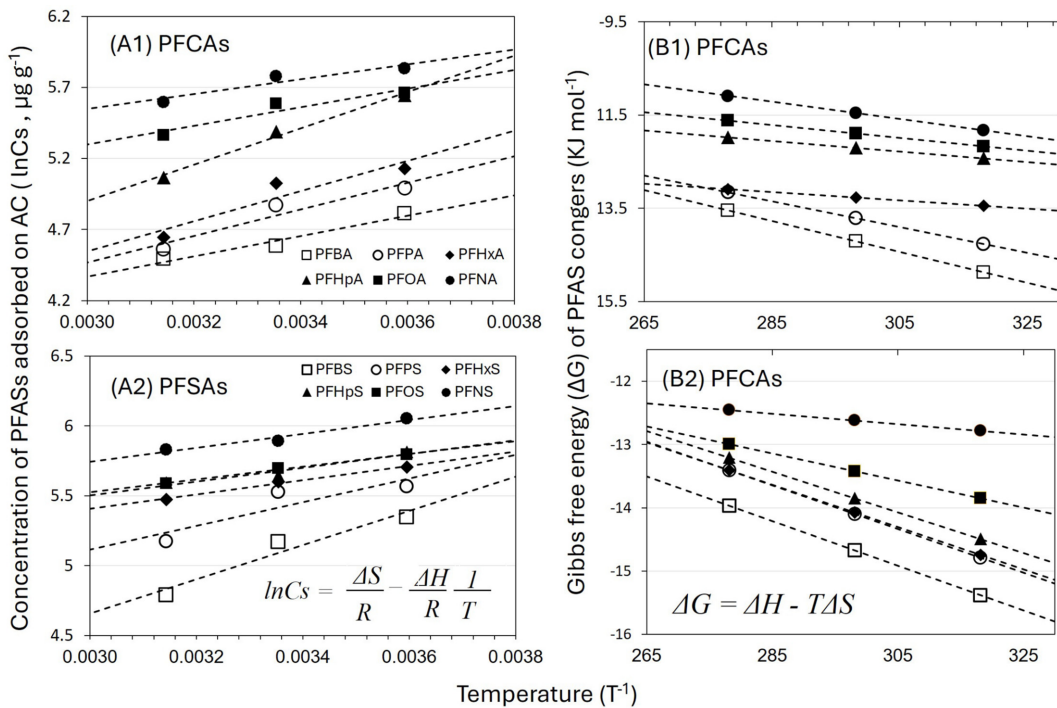 Concentration of PFASs adsorbed on AC ( lnCs , µg g⁻¹)
6.2
5.7
5.2
4.7
4.2
(A1) PFCAs
PFBA PFPA PFHxA
PFHpA PFOA PFNA
0.0030 0.0032 0.0034 0.0036 0.0038
6.5
6
5.5
5
4.5
(A2) PFSAs
PFBS PFPS PFHxS
PFHpS PFOS PFNS
lnCs = ΔS/R − ΔH/R 1/T
0.0030 0.0032 0.0034 0.0036 0.0038
Gibbs free energy (ΔG) of PFAS congers (KJ mol⁻¹)
-9.5
11.5
13.5
15.5
(B1) PFCAs
265 285 305 325
-12
-13
-14
-15
-16
(B2) PFCAs
ΔG = ΔH - TΔS
265 285 305 325
Temperature (T⁻¹)